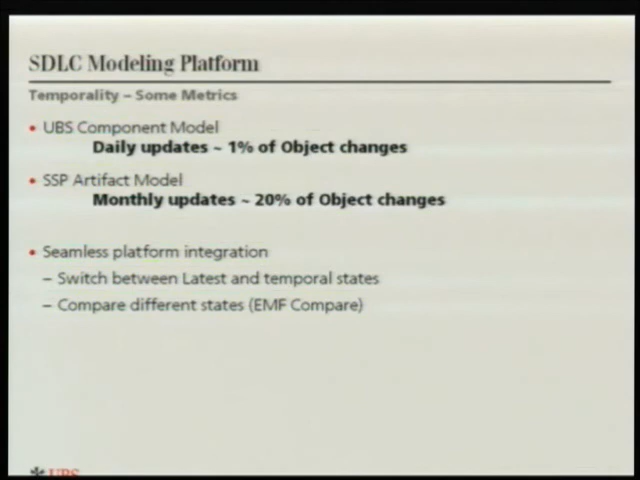 SDLC Modeling Platform
Temporality – Some Metrics
• UBS Component Model
Daily updates ~ 1% of Object changes
• SSP Artifact Model
Monthly updates ~ 20% of Object changes
• Seamless platform integration
– Switch between Latest and temporal states
– Compare different states (EMF Compare)
UBS